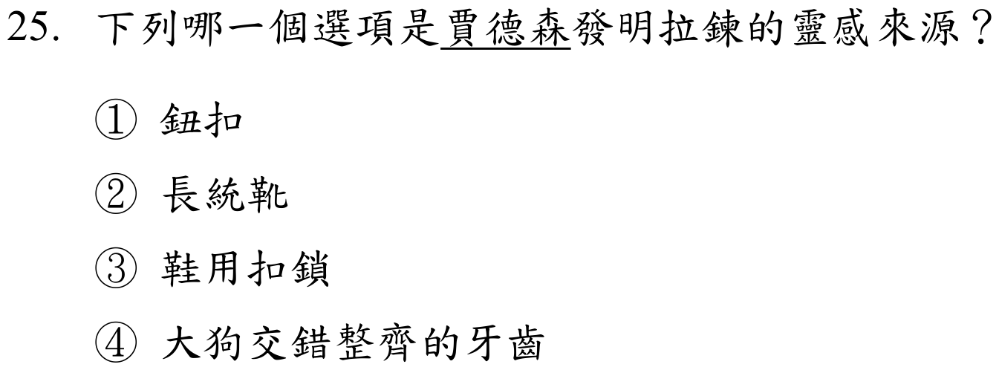 25. 下列哪一個選項是賈德森發明拉鍊的靈感來源？
① 鈕扣
② 長統靴
③ 鞋用扣鎖
④ 大狗交錯整齊的牙齒